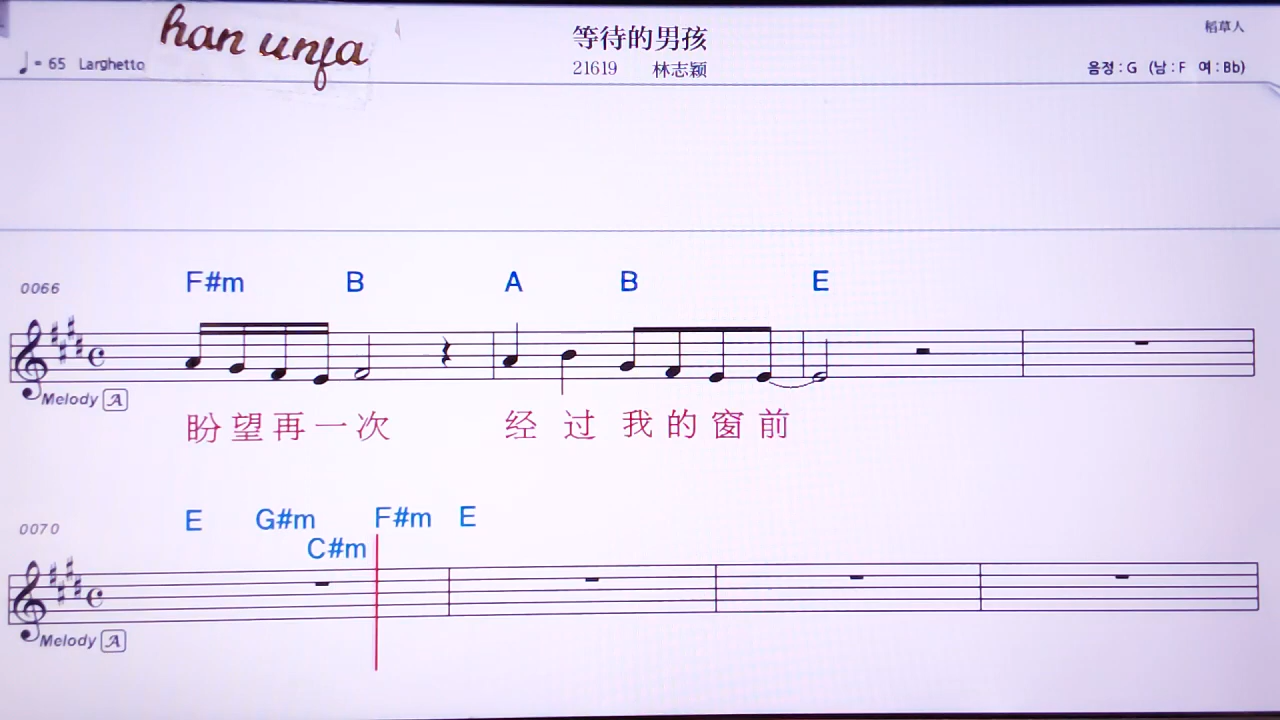 han unfa
等待的男孩
稻草人
♩= 65 Larghetto
21619 林志颖
음정 : G (남 : F 여 : Bb)
0066 F#m B A B E
Melody A
盼望再一次 经过我的窗前
0070 E G#m C#m F#m E
Melody A